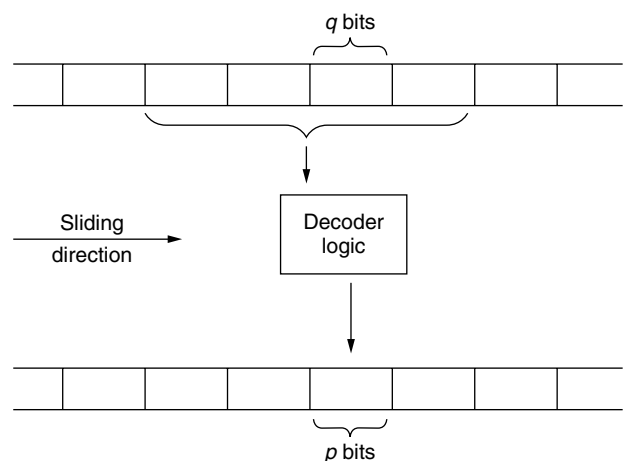 q bits
Sliding
direction
Decoder
logic
p bits